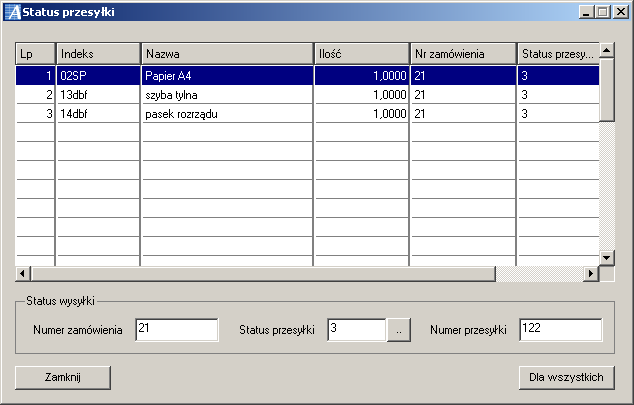 Status przesyłki
Lp Indeks Nazwa Ilość Nr zamówienia Status przesy...
1 02SP Papier A4 1,0000 21 3
2 13dbf szyba tylna 1,0000 21 3
3 14dbf pasek rozrządu 1,0000 21 3
Status wysyłki
Numer zamówienia 21 Status przesyłki 3 .. Numer przesyłki 122
Zamknij Dla wszystkich